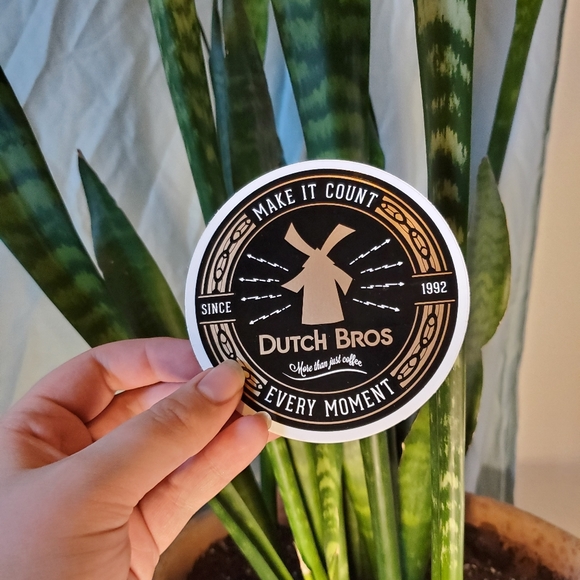 MAKE IT COUNT
SINCE
1992
DUTCH BROS
More than just coffee
EVERY MOMENT